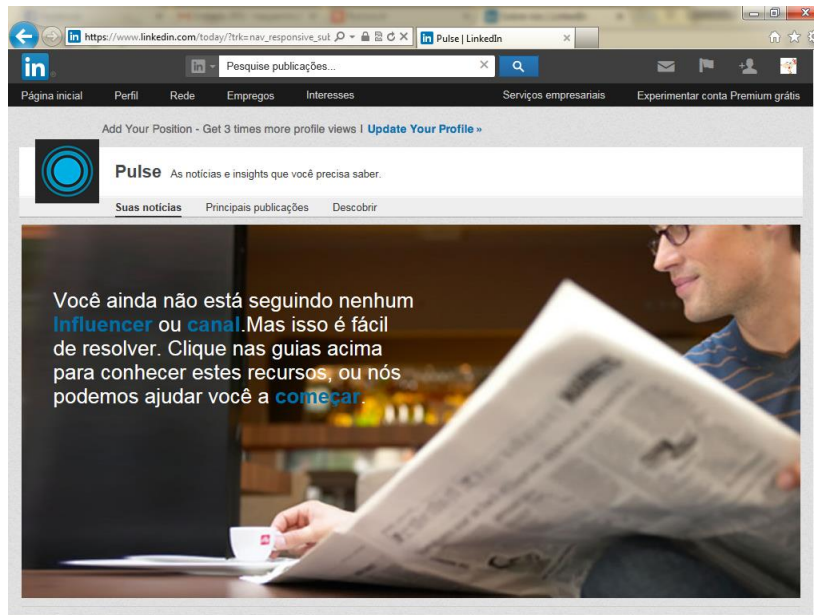 https://www.linkedin.com/today/?trk=nav_responsive_sub
Pulse | LinkedIn
in
in
Pesquise publicações...
Página inicial Perfil Rede Empregos Interesses Serviços empresariais Experimentar conta Premium grátis
Add Your Position - Get 3 times more profile views I Update Your Profile »
Pulse As notícias e insights que você precisa saber.
Suas notícias Principais publicações Descobrir
Você ainda não está seguindo nenhum
Influencer ou canal.Mas isso é fácil
de resolver. Clique nas guias acima
para conhecer estes recursos, ou nós
podemos ajudar você a começar.